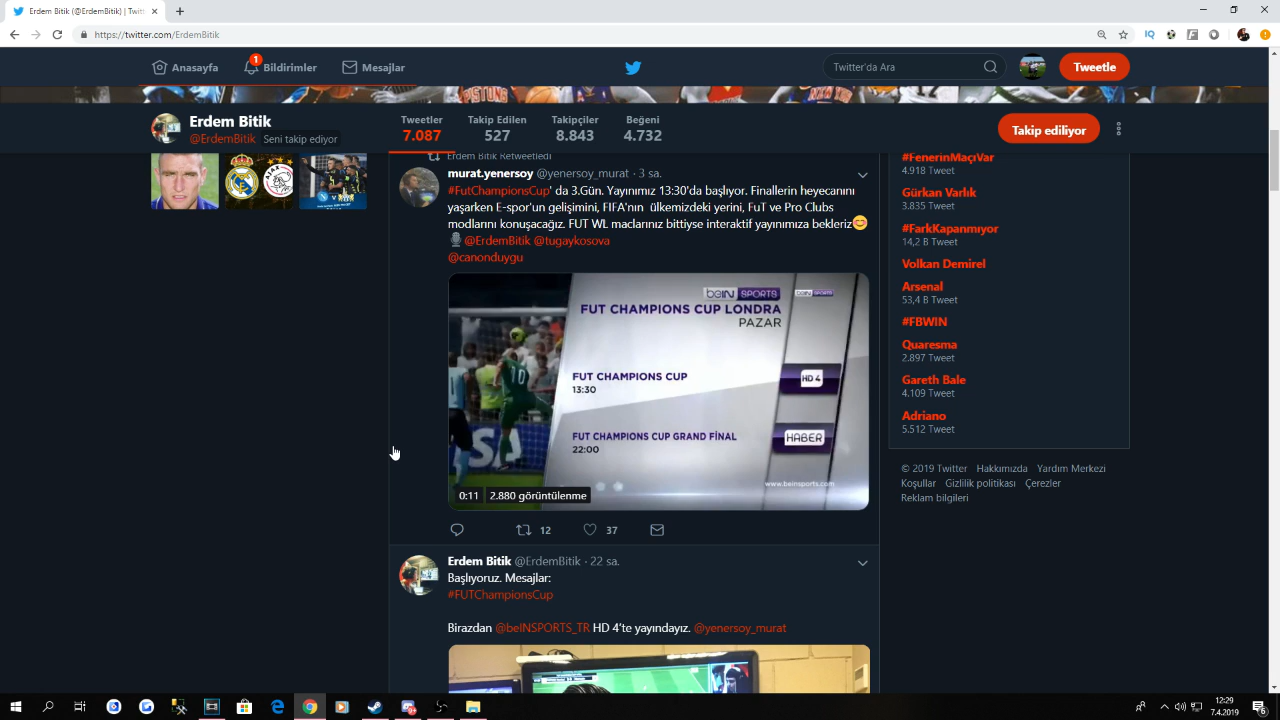 Erdem Bitik (@ErdemBitik) | Twit
https://twitter.com/ErdemBitik
IQ
Anasayfa
1
Bildirimler
Mesajlar
Twitter'da Ara
Tweetle
PISTONS
Erdem Bitik
@ErdemBitik Seni takip ediyor
Tweetler Takip Edilen Takipçiler Beğeni
7.087 527 8.843 4.732
Takip ediliyor
Erdem Bitik Retweetledi
murat.yenersoy @yenersoy_murat · 3 sa.
#FutChampionsCup' da 3.Gün. Yayınımız 13:30'da başlıyor. Finallerin heyecanını
yaşarken E-spor'un gelişimini, FIFA'nın ülkemizdeki yerini, FuT ve Pro Clubs
modlarını konuşacağız. FUT WL maclarınız bittiyse interaktif yayınımıza bekleriz😊
🎙@ErdemBitik @tugaykosova
@canonduygu
beIN SPORTS beIN SPORTS
FUT CHAMPIONS CUP LONDRA
PAZAR
FUT CHAMPIONS CUP
13:30
HD 4
FUT CHAMPIONS CUP GRAND FİNAL
22:00
HABER
10
www.beinsports.com
0:11 2.880 görüntülenme
12 37
Erdem Bitik @ErdemBitik · 22 sa.
Başlıyoruz. Mesajlar:
#FUTChampionsCup
Birazdan @beINSPORTS_TR HD 4'te yayındayız. @yenersoy_murat
#FenerinMaçıVar
4.918 Tweet
Gürkan Varlık
3.835 Tweet
#FarkKapanmıyor
14,2 B Tweet
Volkan Demirel
Arsenal
53,4 B Tweet
#FBWIN
Quaresma
2.897 Tweet
Gareth Bale
4.109 Tweet
Adriano
5.512 Tweet
© 2019 Twitter Hakkımızda Yardım Merkezi
Koşullar Gizlilik politikası Çerezler
Reklam bilgileri
12:29
7.4.2019
6